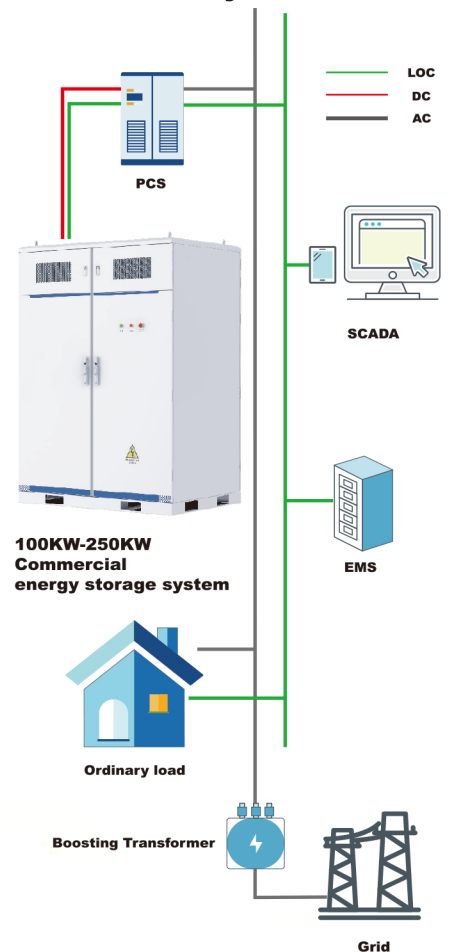 LOC
DC
AC
PCS
SCADA
100KW-250KW
Commercial
energy storage system
EMS
Ordinary load
Boosting Transformer
Grid